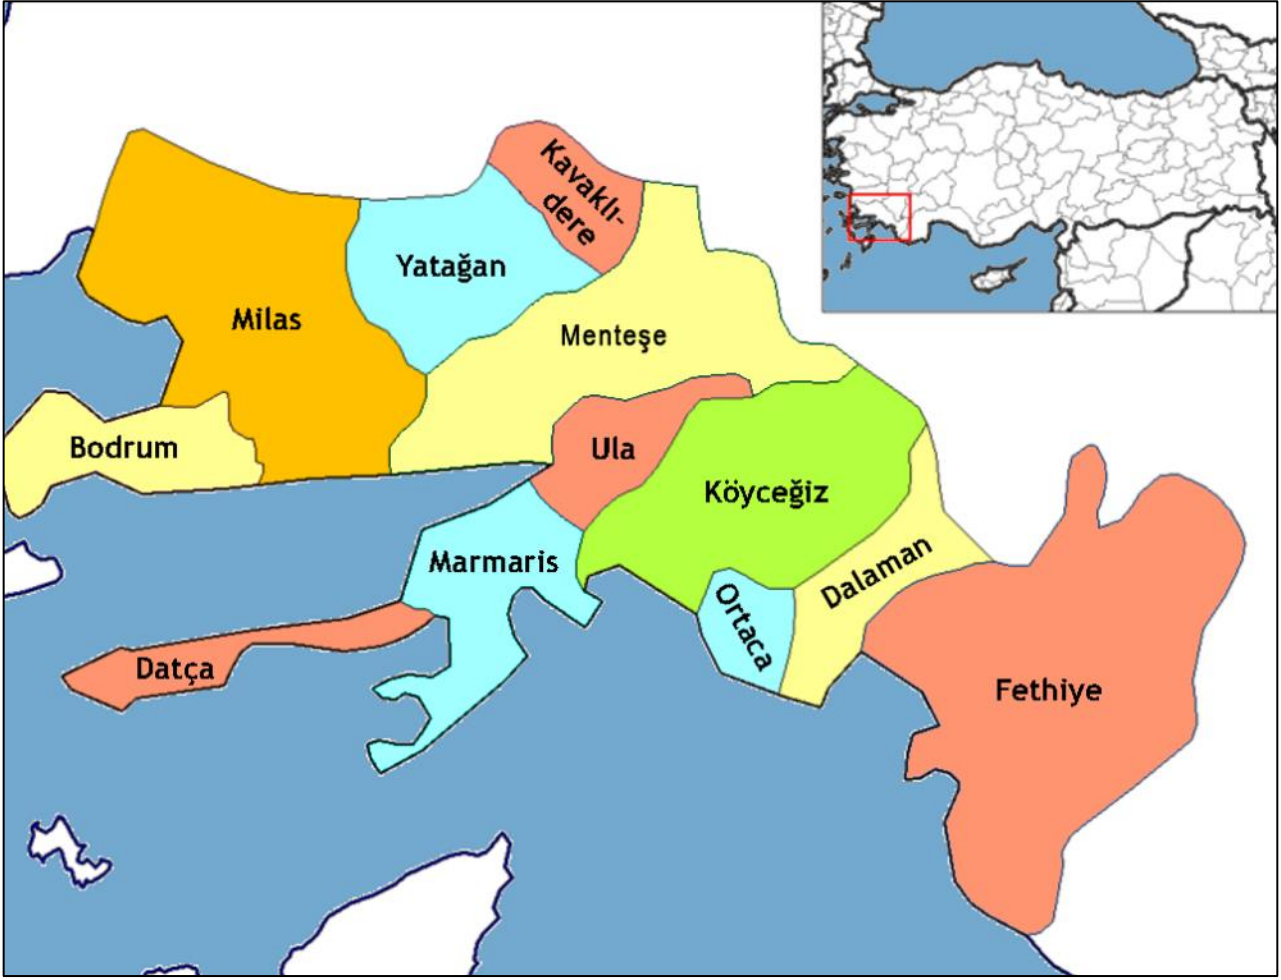 Kavaklı-
dere
Yatağan
Milas
Menteşe
Bodrum
Ula
Köyceğiz
Marmaris
Dalaman
Ortaca
Datça
Fethiye